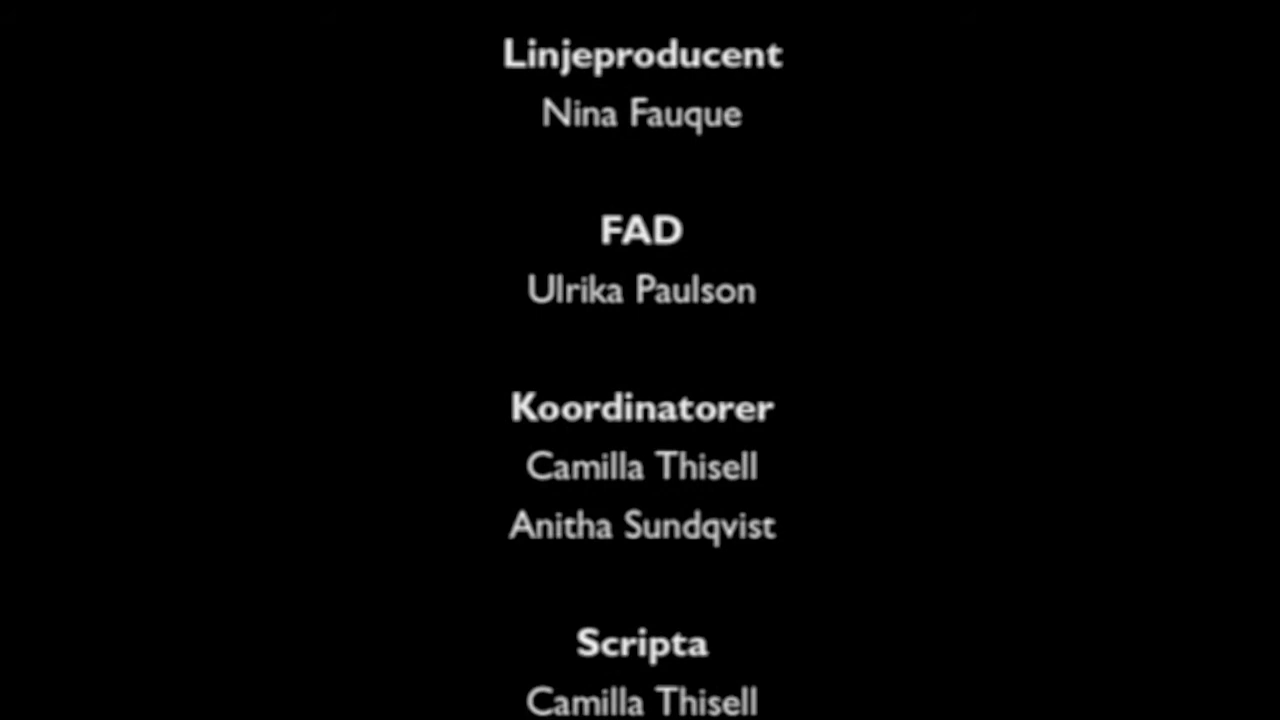 Linjeproducent
Nina Fauque
FAD
Ulrika Paulson
Koordinatorer
Camilla Thisell
Anitha Sundqvist
Scripta
Camilla Thisell